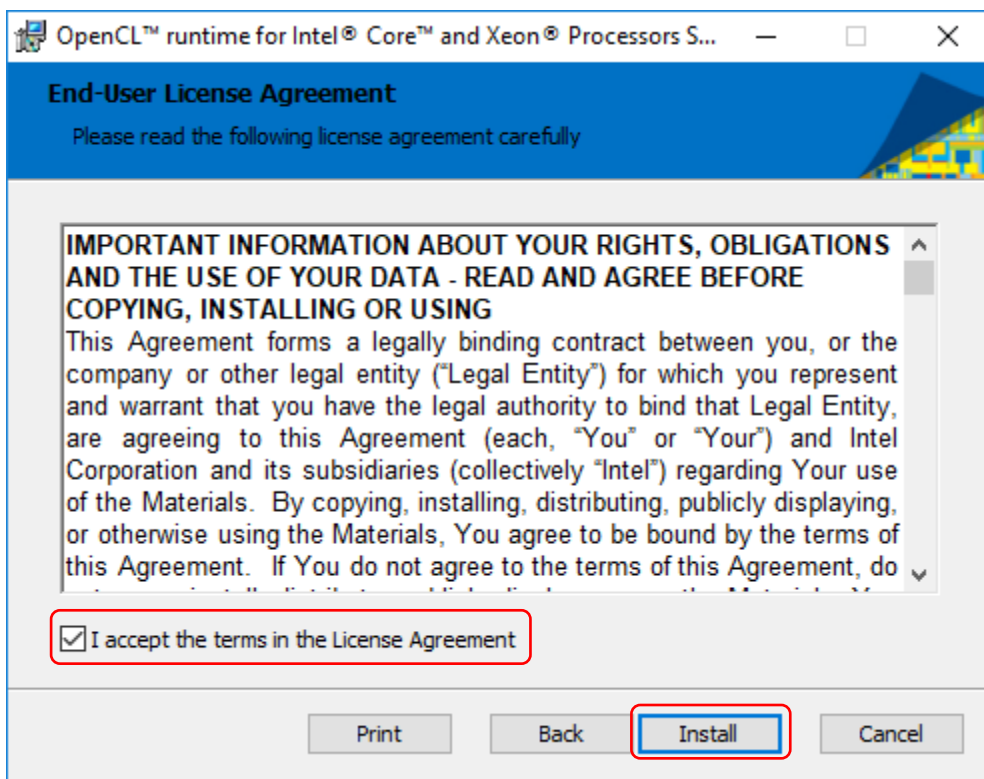 OpenCL™ runtime for Intel® Core™ and Xeon® Processors S...
End-User License Agreement
Please read the following license agreement carefully
IMPORTANT INFORMATION ABOUT YOUR RIGHTS, OBLIGATIONS
AND THE USE OF YOUR DATA - READ AND AGREE BEFORE
COPYING, INSTALLING OR USING
This Agreement forms a legally binding contract between you, or the
company or other legal entity (“Legal Entity”) for which you represent
and warrant that you have the legal authority to bind that Legal Entity,
are agreeing to this Agreement (each, “You” or “Your”) and Intel
Corporation and its subsidiaries (collectively “Intel”) regarding Your use
of the Materials.  By copying, installing, distributing, publicly displaying,
or otherwise using the Materials, You agree to be bound by the terms of
this Agreement.  If You do not agree to the terms of this Agreement, do
I accept the terms in the License Agreement
Print Back Install Cancel